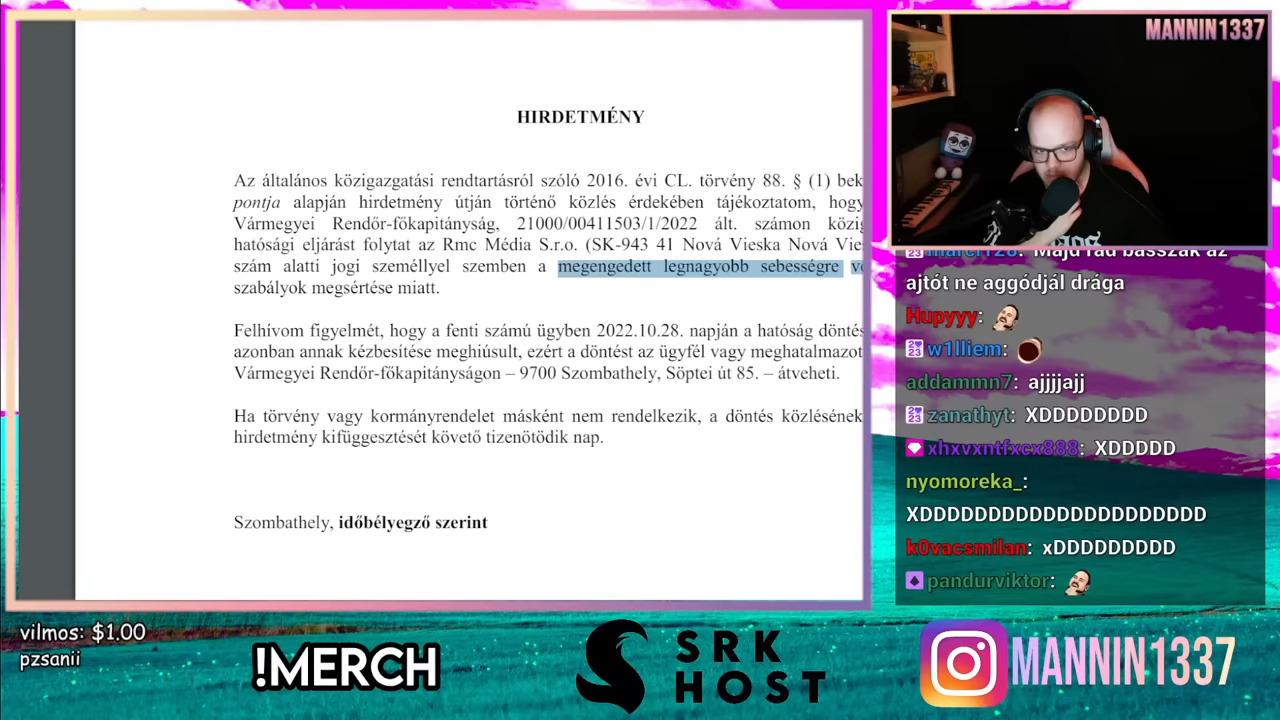 HIRDETMÉNY
Az általános közigazgatási rendtartásról szóló 2016. évi CL. törvény 88. § (1) bek
pontja alapján hirdetmény útján történő közlés érdekében tájékoztatom, hogy
Vármegyei Rendőr-főkapitányság, 21000/00411503/1/2022 ált. számon közig
hatósági eljárást folytat az Rmc Média S.r.o. (SK-943 41 Nová Vieska Nová Vie
szám alatti jogi személlyel szemben a megengedett legnagyobb sebességre vo
szabályok megsértése miatt.
Felhívom figyelmét, hogy a fenti számú ügyben 2022.10.28. napján a hatóság döntés
azonban annak kézbesítése meghiúsult, ezért a döntést az ügyfél vagy meghatalmazot
Vármegyei Rendőr-főkapitányságon – 9700 Szombathely, Söptei út 85. – átveheti.
Ha törvény vagy kormányrendelet másként nem rendelkezik, a döntés közlésének
hirdetmény kifüggesztését követő tizenötödik nap.
Szombathely, időbélyegző szerint
MANNIN1337
Majd rád basszák az
ajtót ne aggódjál drága
Hupyyy:
w1lliem:
addammn7: ajjjjajj
zanathyt: XDDDDDDDD
xhxvxntfxcx888: XDDDDD
nyomoreka_:
XDDDDDDDDDDDDDDDDDDDDD
k0vacsmilan: xDDDDDDDDD
pandurviktor:
vilmos: $1.00
pzsanii
!MERCH
SRK
HOST
MANNIN1337